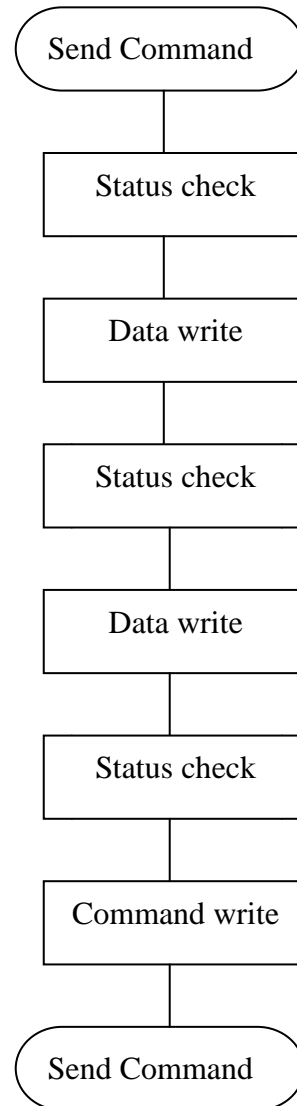 Send Command
Status check
Data write
Status check
Data write
Status check
Command write
Send Command